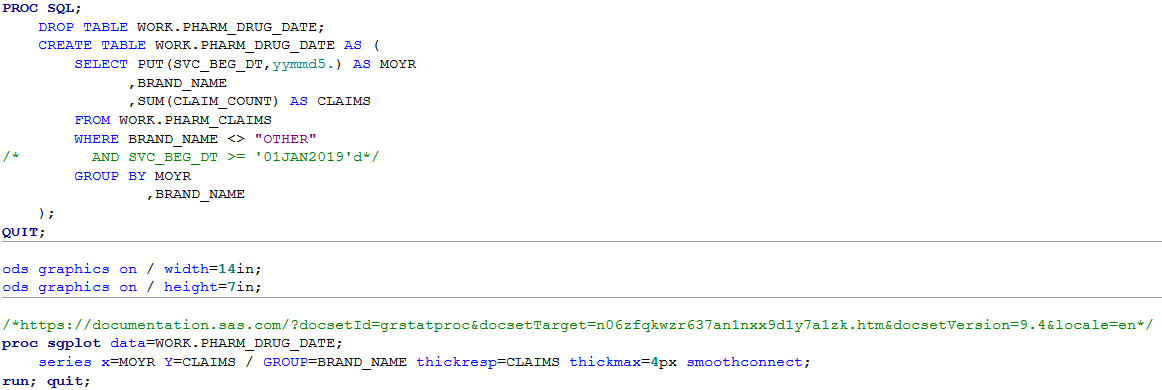 PROC SQL;
DROP TABLE WORK.PHARM_DRUG_DATE;
CREATE TABLE WORK.PHARM_DRUG_DATE AS (
SELECT PUT(SVC_BEG_DT,yymmd5.) AS MOYR
,BRAND_NAME
,SUM(CLAIM_COUNT) AS CLAIMS
FROM WORK.PHARM_CLAIMS
WHERE BRAND_NAME <> "OTHER"
/* AND SVC_BEG_DT >= '01JAN2019'd*/
GROUP BY MOYR
,BRAND_NAME
);
QUIT;
ods graphics on / width=14in;
ods graphics on / height=7in;
/*https://documentation.sas.com/?docsetId=grstatproc&docsetTarget=n06zfqkwzr637an1nxx9d1y7a1zk.htm&docsetVersion=9.4&locale=en*/
proc sgplot data=WORK.PHARM_DRUG_DATE;
series x=MOYR Y=CLAIMS / GROUP=BRAND_NAME thickresp=CLAIMS thickmax=4px smoothconnect;
run; quit;